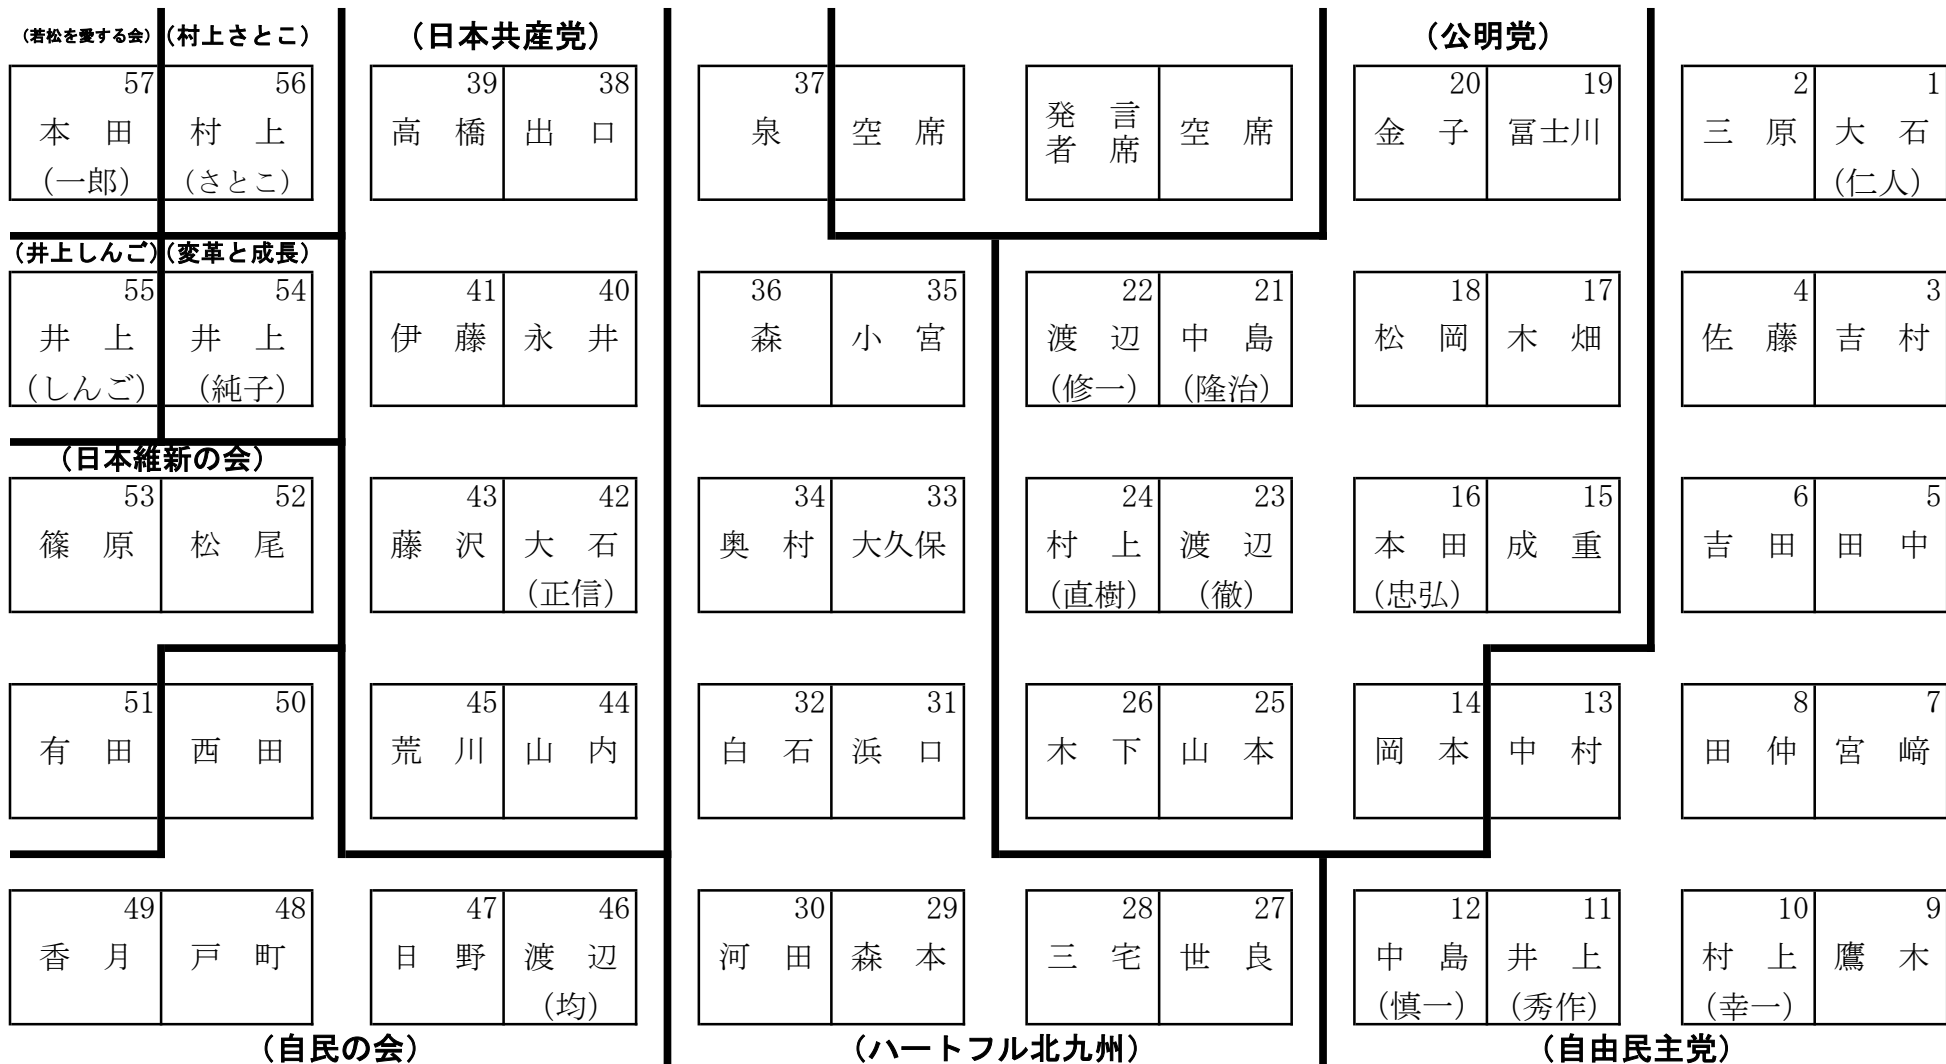 （若松を愛する会） （村上さとこ） （日本共産党） （公明党）
57 56 39 38 37 20 19 2 1
本田 村上 高橋 出口 泉 空席 発言 空席 金子 冨士川 三原 大石
者席
（一郎） （さとこ） （仁人）
（井上しんご） （変革と成長）
55 54 41 40 36 35 22 21 18 17 4 3
井上 井上 伊藤 永井 森 小宮 渡辺 中島 松岡 木畑 佐藤 吉村
（しんご） （純子） （修一） （隆治）
（日本維新の会）
53 52 43 42 34 33 24 23 16 15 6 5
篠原 松尾 藤沢 大石 奥村 大久保 村上 渡辺 本田 成重 吉田 田中
（正信） （直樹） （徹） （忠弘）
51 50 45 44 32 31 26 25 14 13 8 7
有田 西田 荒川 山内 白石 浜口 木下 山本 岡本 中村 田仲 宮﨑
49 48 47 46 30 29 28 27 12 11 10 9
香月 戸町 日野 渡辺 河田 森本 三宅 世良 中島 井上 村上 鷹木
（均） （慎一） （秀作） （幸一）
（自民の会） （ハートフル北九州） （自由民主党）